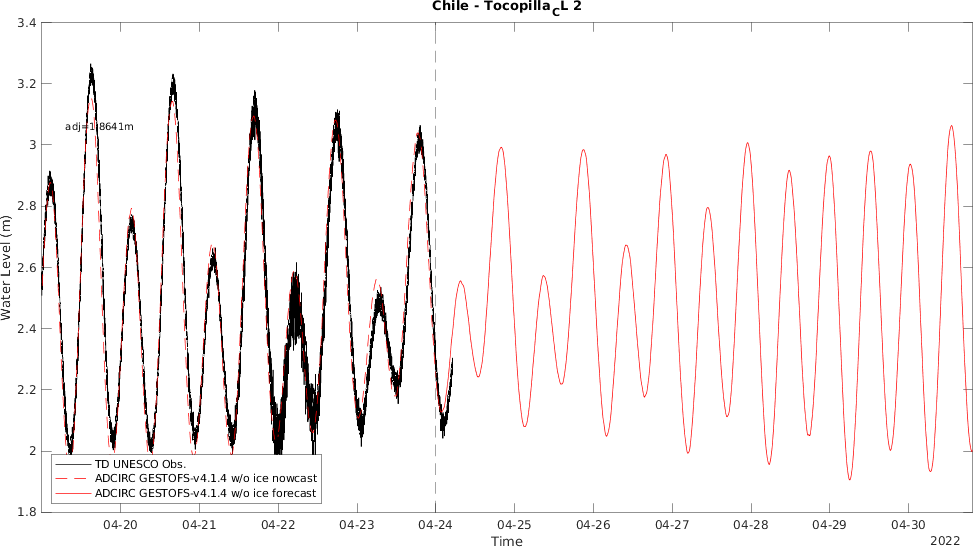 Chile - Tocopilla_CL 2
3.4
3.2
3
2.8
2.6
2.4
2.2
2
1.8
Water Level (m)
adj=1.8641m
TD UNESCO Obs.
ADCIRC GESTOFS-v4.1.4 w/o ice nowcast
ADCIRC GESTOFS-v4.1.4 w/o ice forecast
04-20 04-21 04-22 04-23 04-24 04-25 04-26 04-27 04-28 04-29 04-30
Time
2022